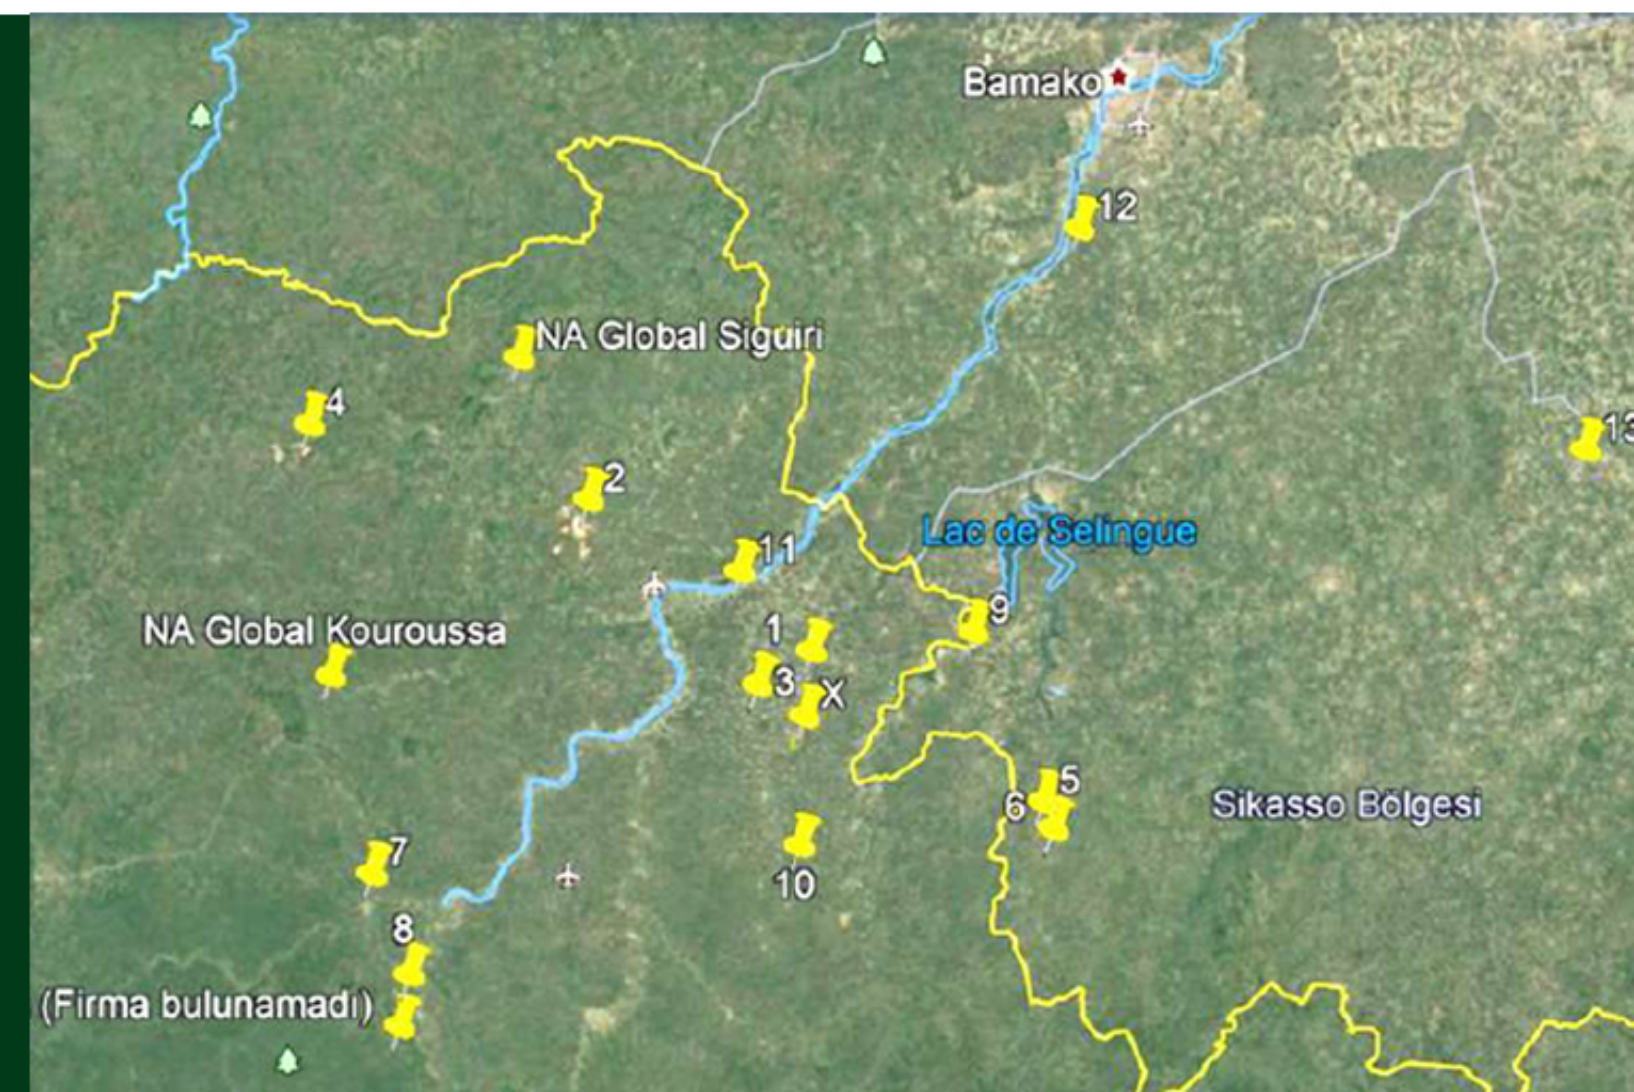 Bamako
12
NA Global Siguiri
4
13
2
Lac de Selingue
11
9
1
NA Global Kouroussa
3
X
5
6
Sikasso Bölgesi
7
10
8
(Firma bulunamadı)